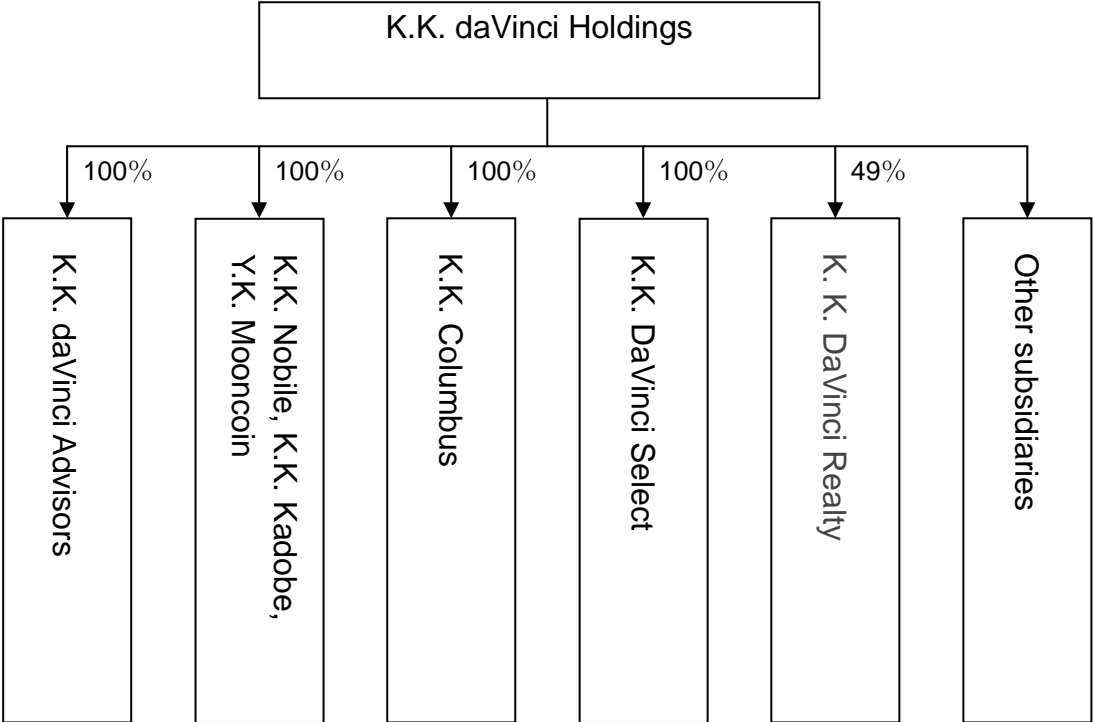 K.K. daVinci Holdings
100%
100%
100%
100%
49%
K.K. daVinci Advisors
K.K. Nobile, K.K. Kadobe,
Y.K. Mooncoin
K.K. Columbus
K.K. DaVinci Select
K. K. DaVinci Realty
Other subsidiaries